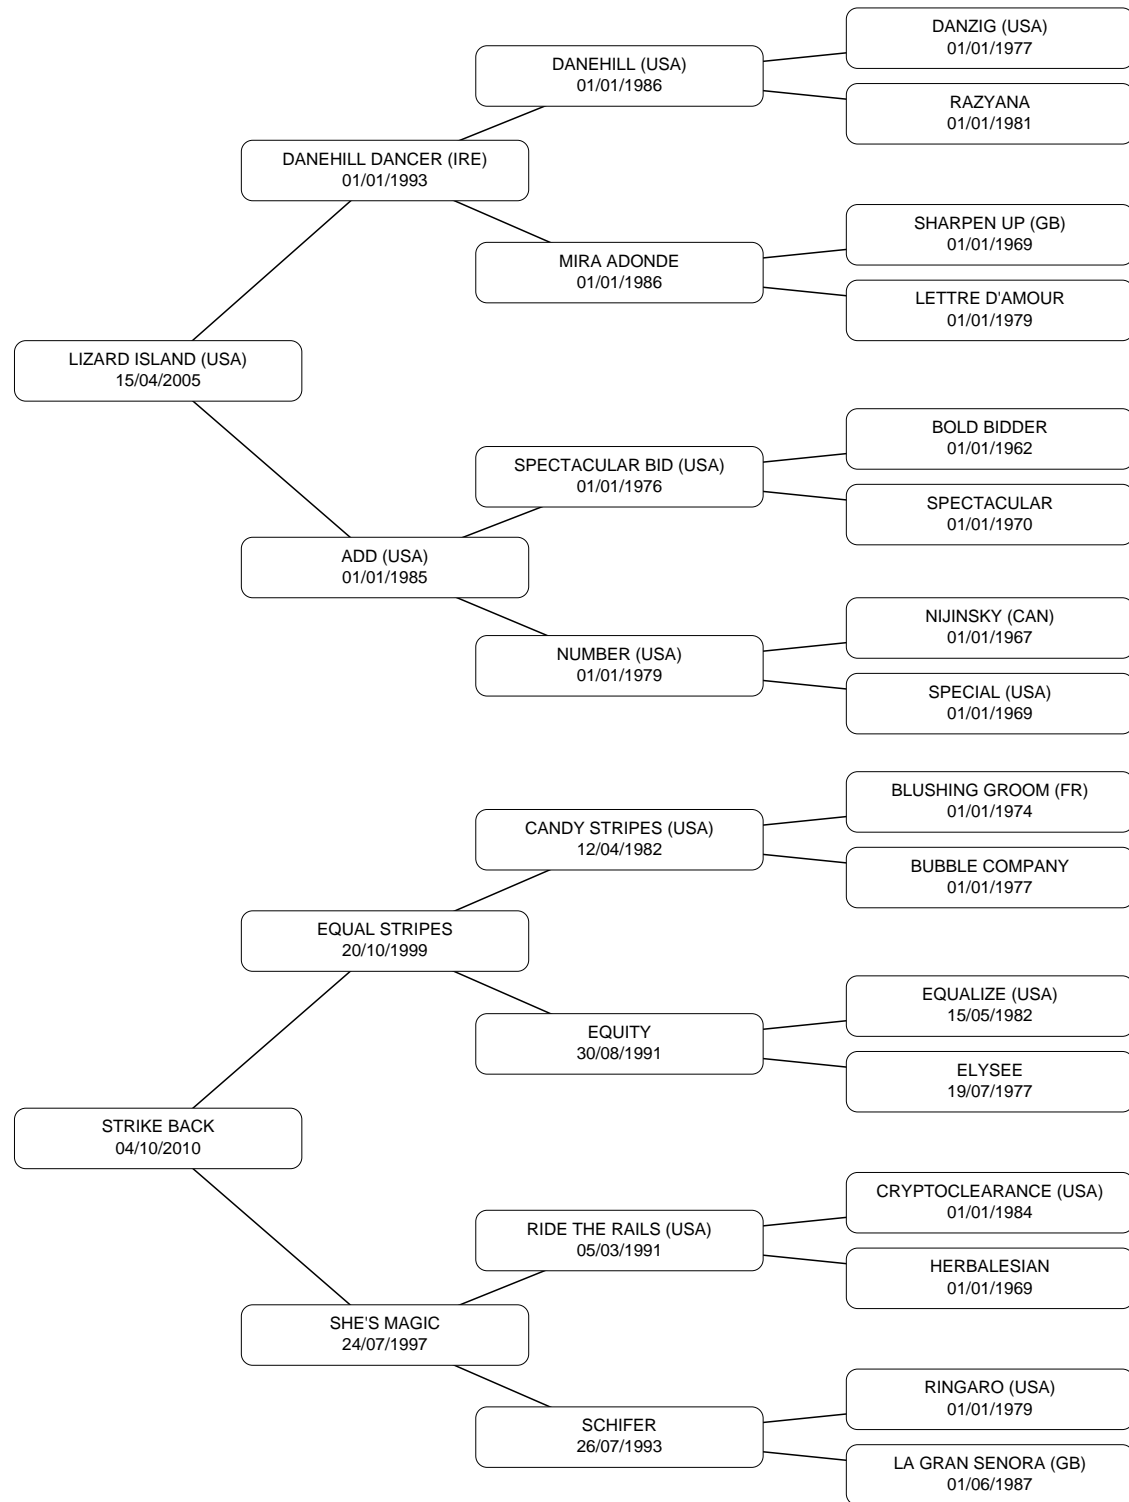 DANZIG (USA)
01/01/1977
DANEHILL (USA)
01/01/1986
RAZYANA
01/01/1981
DANEHILL DANCER (IRE)
01/01/1993
SHARPEN UP (GB)
01/01/1969
MIRA ADONDE
01/01/1986
LETTRE D'AMOUR
01/01/1979
LIZARD ISLAND (USA)
15/04/2005
BOLD BIDDER
01/01/1962
SPECTACULAR BID (USA)
01/01/1976
SPECTACULAR
01/01/1970
ADD (USA)
01/01/1985
NIJINSKY (CAN)
01/01/1967
NUMBER (USA)
01/01/1979
SPECIAL (USA)
01/01/1969
BLUSHING GROOM (FR)
01/01/1974
CANDY STRIPES (USA)
12/04/1982
BUBBLE COMPANY
01/01/1977
EQUAL STRIPES
20/10/1999
EQUALIZE (USA)
15/05/1982
EQUITY
30/08/1991
ELYSEE
19/07/1977
STRIKE BACK
04/10/2010
CRYPTOCLEARANCE (USA)
01/01/1984
RIDE THE RAILS (USA)
05/03/1991
HERBALESIAN
01/01/1969
SHE'S MAGIC
24/07/1997
RINGARO (USA)
01/01/1979
SCHIFER
26/07/1993
LA GRAN SENORA (GB)
01/06/1987